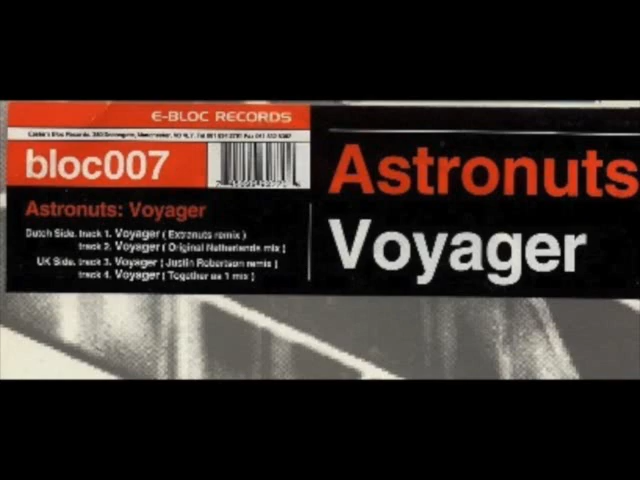 E-BLOC RECORDS
bloc007
Astronuts: Voyager
Dutch Side. track 1. Voyager ( Extranuts remix )
track 2. Voyager ( Original Netherlands mix )
UK Side. track 3. Voyager ( Justin Robertson remix )
track 4. Voyager ( Together as 1 mix )
Astronuts
Voyager